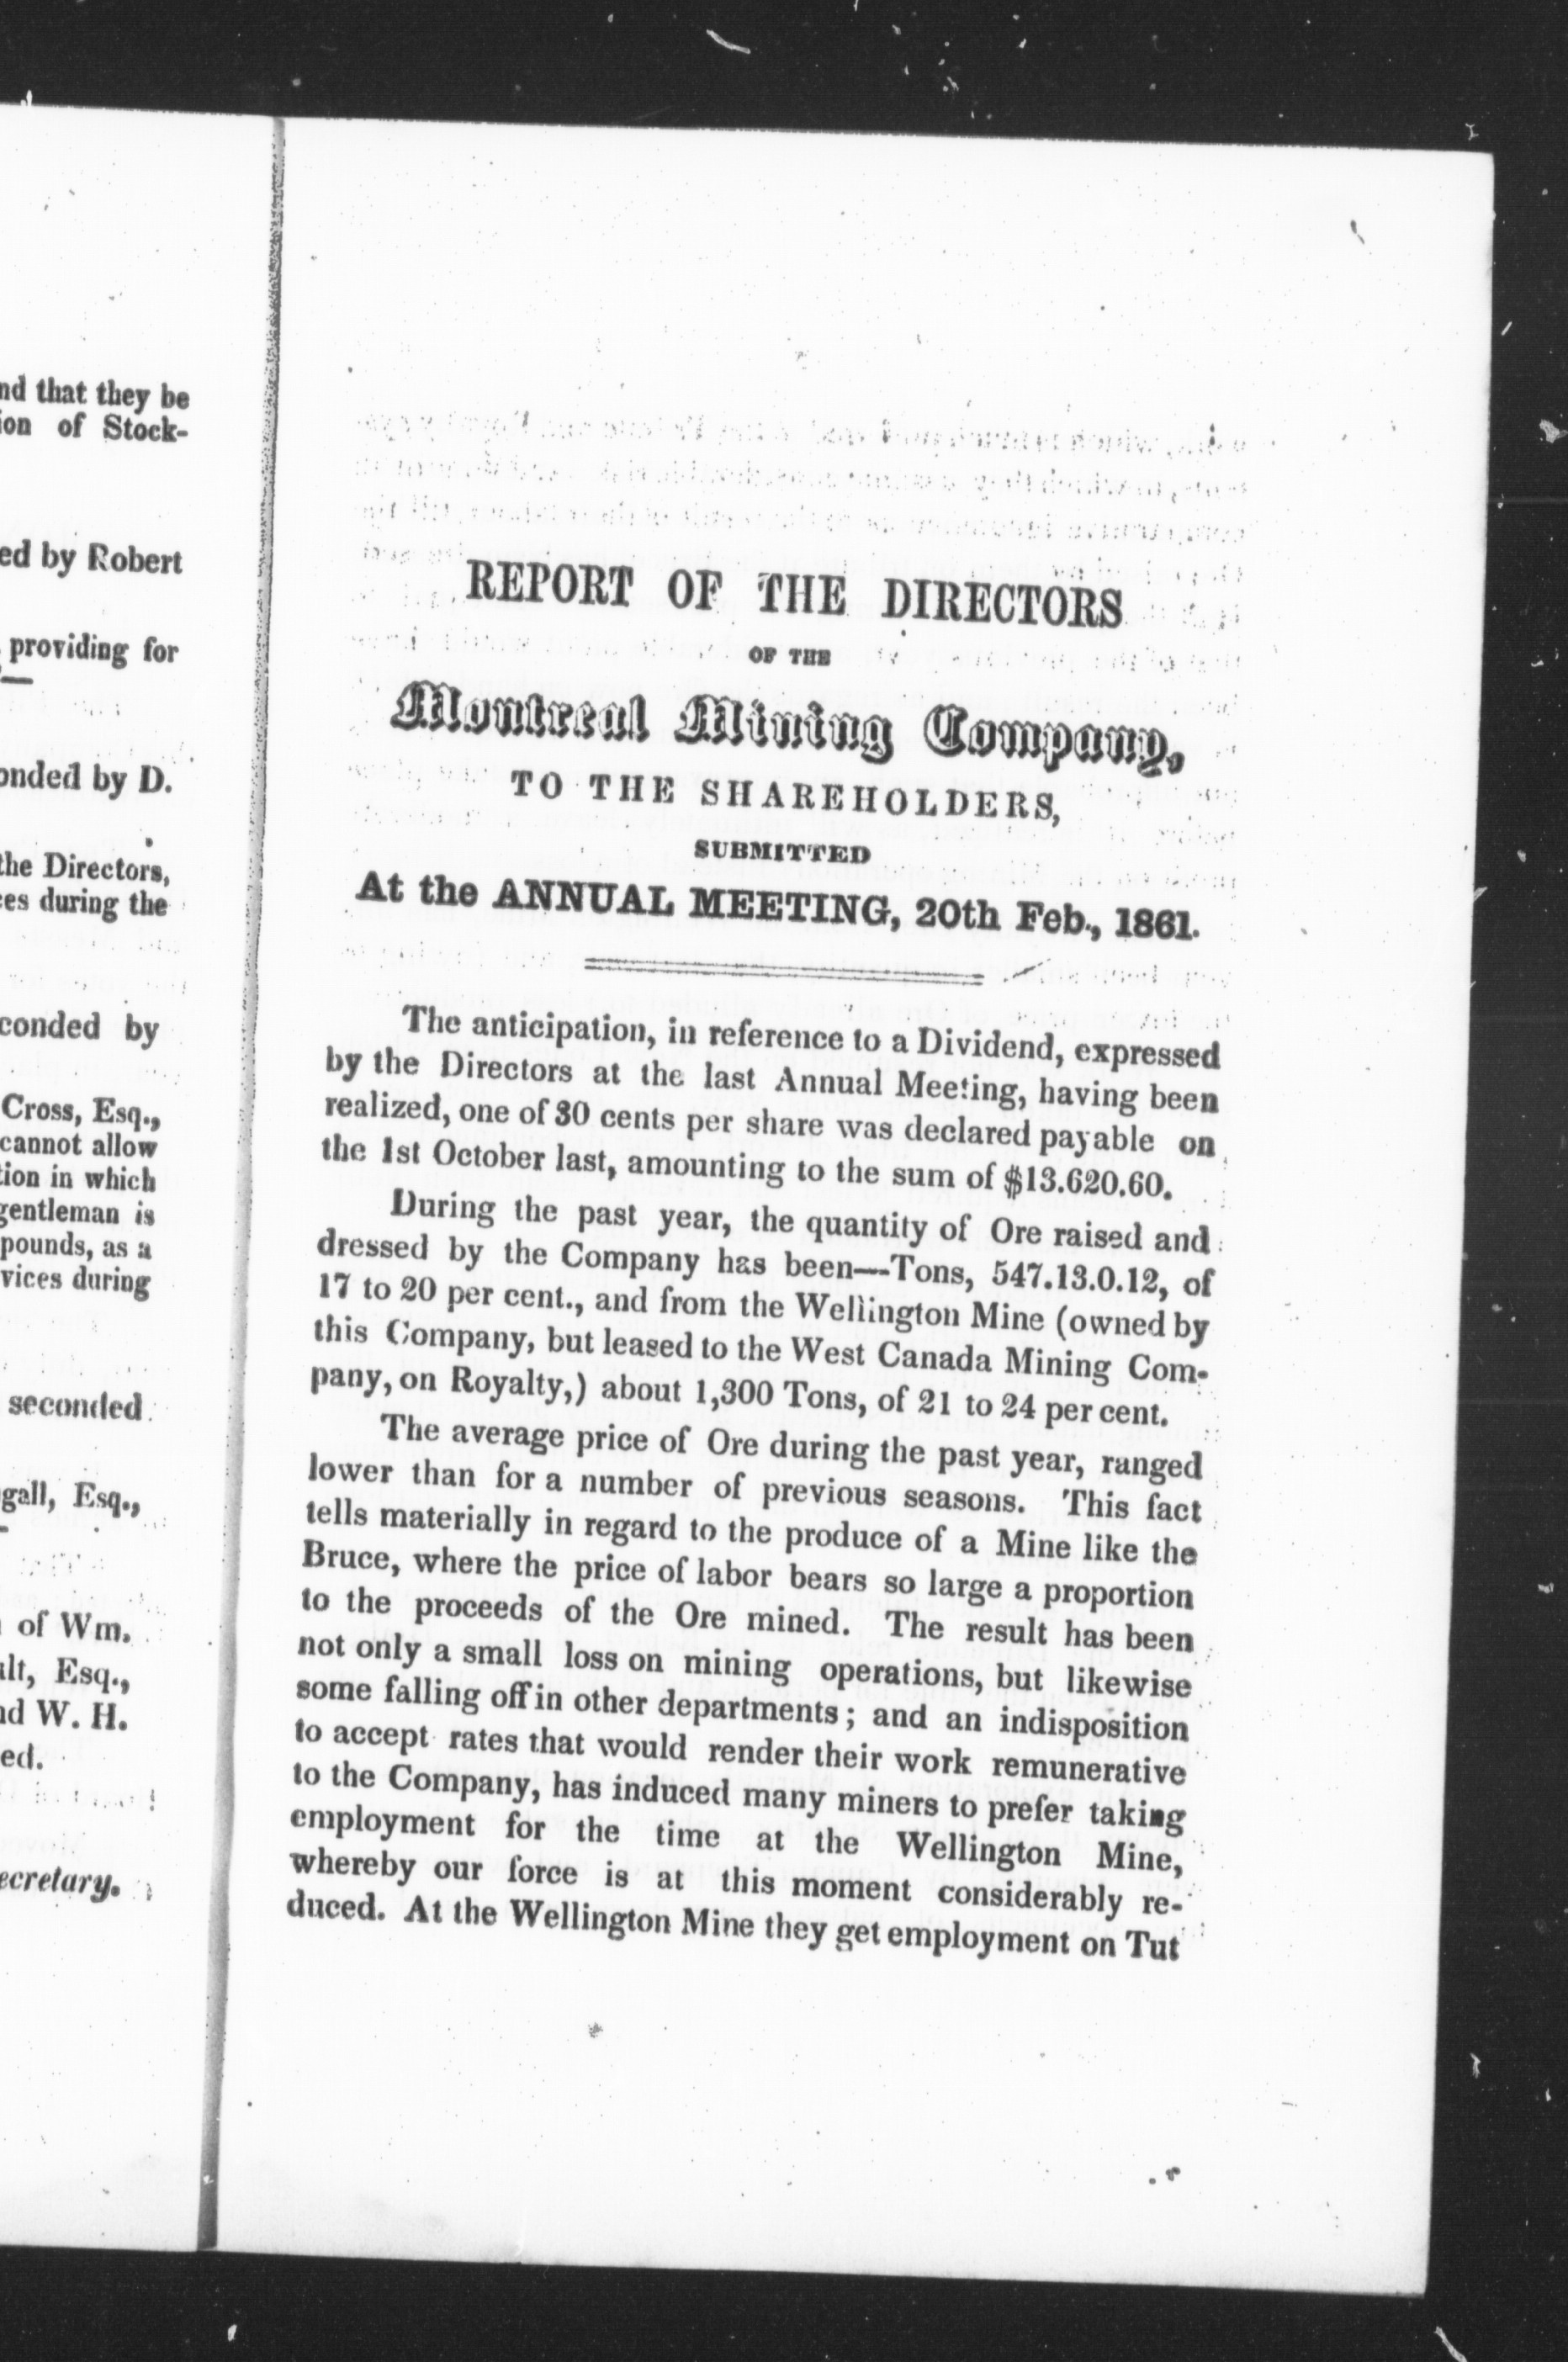 nd that they be
ion of Stock-
ed by Robert
providing for
onded by D.
the Directors,
ces during the
conded by
Cross, Esq.,
cannot allow
tion in which
gentleman is
pounds, as a
vices during
seconded
gall, Esq.,
of Wm.
ult, Esq.,
nd W. H.
ed.
ecretary.
REPORT OF THE DIRECTORS
OF THE
Montreal Mining Company,
TO THE SHAREHOLDERS,
SUBMITTED
At the ANNUAL MEETING, 20th Feb., 1861.
The anticipation, in reference to a Dividend, expressed
by the Directors at the last Annual Meeting, having been
realized, one of 30 cents per share was declared payable on
the 1st October last, amounting to the sum of $13.620.60.
During the past year, the quantity of Ore raised and
dressed by the Company has been—Tons, 547.13.0.12, of
17 to 20 per cent., and from the Wellington Mine (owned by
this Company, but leased to the West Canada Mining Com-
pany, on Royalty,) about 1,300 Tons, of 21 to 24 per cent.
The average price of Ore during the past year, ranged
lower than for a number of previous seasons. This fact
tells materially in regard to the produce of a Mine like the
Bruce, where the price of labor bears so large a proportion
to the proceeds of the Ore mined. The result has been
not only a small loss on mining operations, but likewise
some falling off in other departments; and an indisposition
to accept rates that would render their work remunerative
to the Company, has induced many miners to prefer taking
employment for the time at the Wellington Mine,
whereby our force is at this moment considerably re-
duced. At the Wellington Mine they get employment on Tut